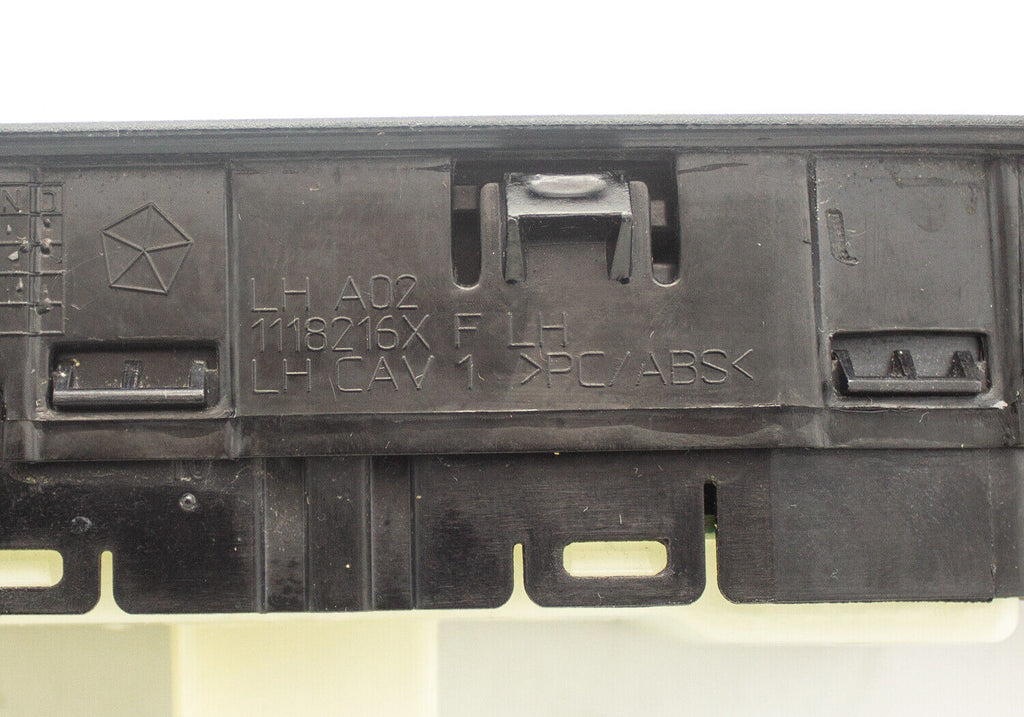 N D
LH A02
1118216X F LH
LH CAV 1 >PC/ABS<